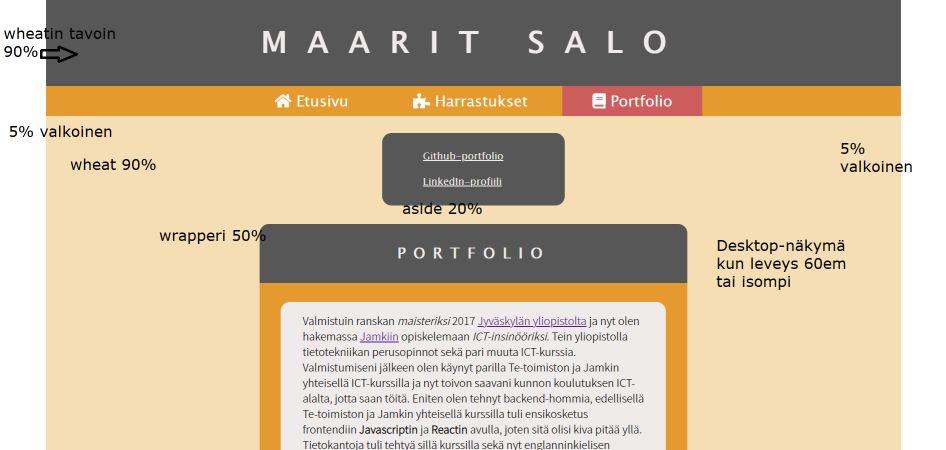 wheatin tavoin
90%
MAARIT SALO
Etusivu Harrastukset Portfolio
5% valkoinen
wheat 90%
5%
valkoinen
Github-portfolio
LinkedIn-profiili
aside 20%
wrapperi 50%
PORTFOLIO
Desktop-näkymä
kun leveys 60em
tai isompi
Valmistuin ranskan maisteriksi 2017 Jyväskylän yliopistolta ja nyt olen
hakemassa Jamkiin opiskelemaan ICT-insinööriksi. Tein yliopistolla
tietotekniikan perusopinnot sekä pari muuta ICT-kurssia.
Valmistumiseni jälkeen olen käynyt parilla Te-toimiston ja Jamkin
yhteisellä ICT-kurssilla ja nyt toivon saavani kunnon koulutuksen ICT-
alalta, jotta saan töitä. Eniten olen tehnyt backend-hommia, edellisellä
Te-toimiston ja Jamkin yhteisellä kurssilla tuli ensikosketus
frontendiin Javascriptin ja Reactin avulla, joten sitä olisi kiva pitää yllä.
Tietokantoja tuli tehtyä sillä kurssilla sekä nyt englanninkielisen